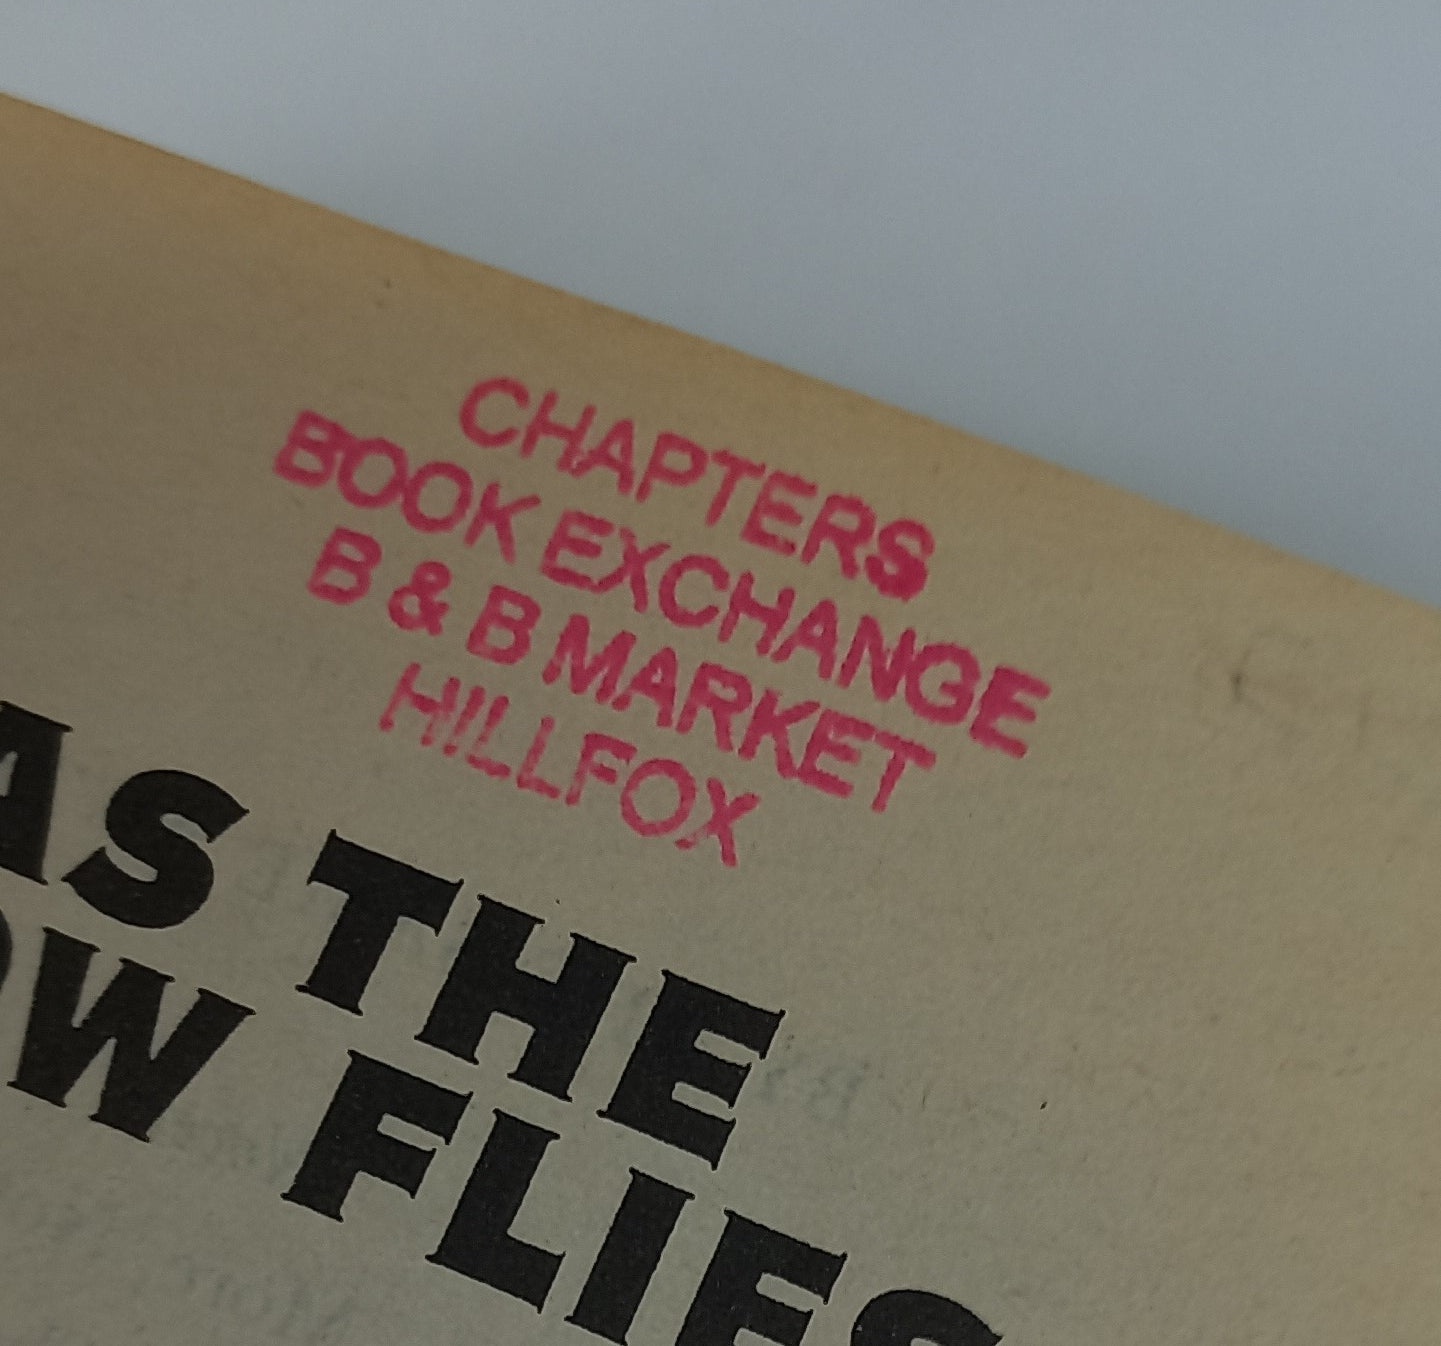 CHAPTERS
BOOK EXCHANGE
B & B MARKET
HILLFOX
AS THE
OW FLIES